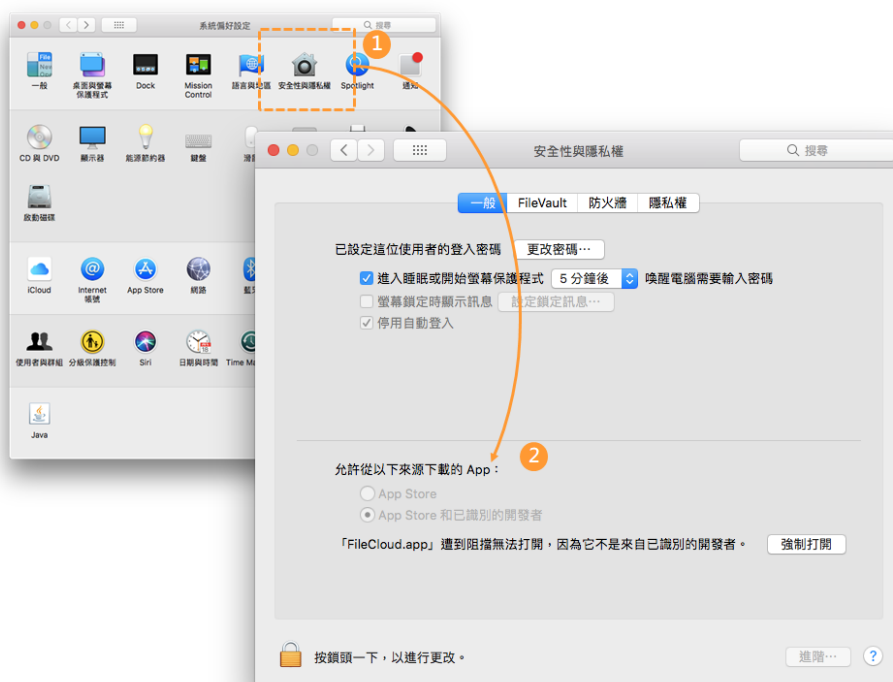 系統偏好設定
搜尋
1
一般
桌面與螢幕
保護程式
Dock
Mission
Control
語言與地區
安全性與隱私權
Spotlight
通知
CD 與 DVD
顯示器
能源節約器
鍵盤
啟動磁碟
iCloud
Internet
帳號
App Store
網路
使用者與群組
分級保護控制
Siri
日期與時間
Java
安全性與隱私權
搜尋
一般
FileVault
防火牆
隱私權
已設定這位使用者的登入密碼
更改密碼⋯
進入睡眠或開始螢幕保護程式
5 分鐘後
喚醒電腦需要輸入密碼
螢幕鎖定時顯示訊息
設定鎖定訊息⋯
停用自動登入
2
允許從以下來源下載的 App：
App Store
App Store 和已識別的開發者
「FileCloud.app」遭到阻擋無法打開，因為它不是來自已識別的開發者。
強制打開
按鎖頭一下，以進行更改。
進階⋯
?